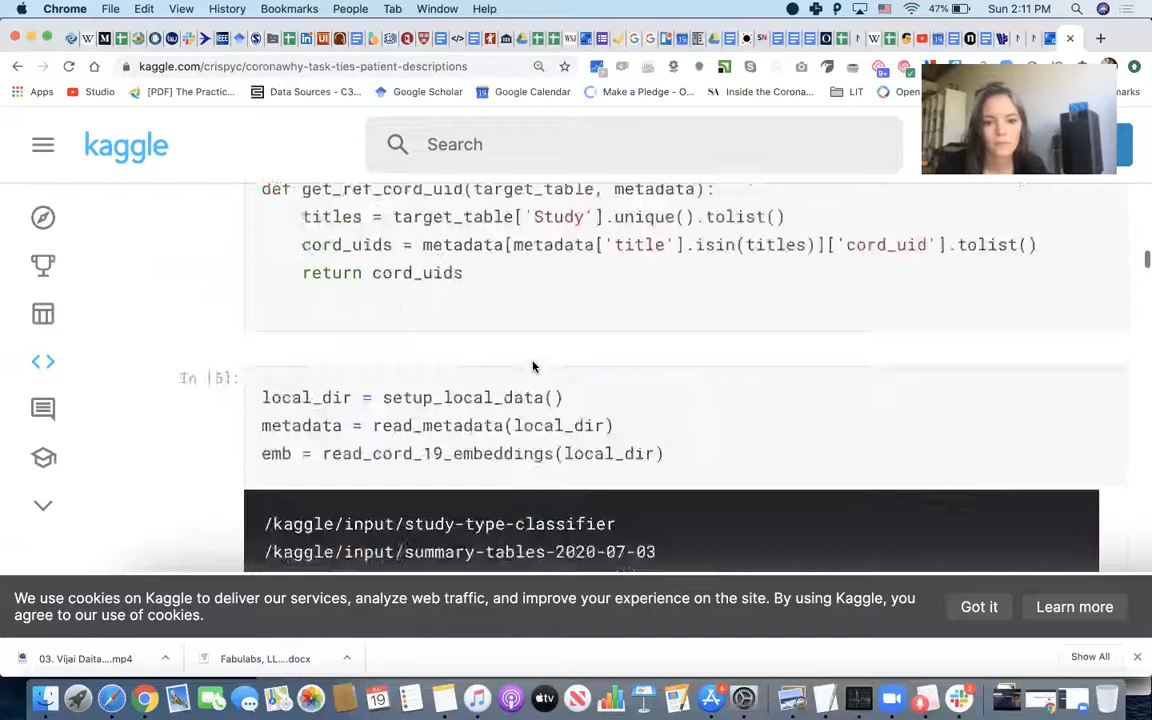 Chrome File Edit View History Bookmarks People Tab Window Help 47% Sun 2:11 PM
kaggle.com/crispyc/coronawhy-task-ties-patient-descriptions
Apps Studio [PDF] The Practic... Data Sources - C3... Google Scholar Google Calendar Make a Pledge - O... Inside the Corona... LIT Open marks
kaggle Search
def get_ref_cord_uid(target_table, metadata):
titles = target_table['Study'].unique().tolist()
cord_uids = metadata[metadata['title'].isin(titles)]['cord_uid'].tolist()
return cord_uids
In [6]:
local_dir = setup_local_data()
metadata = read_metadata(local_dir)
emb = read_cord_19_embeddings(local_dir)
/kaggle/input/study-type-classifier
/kaggle/input/summary-tables-2020-07-03
We use cookies on Kaggle to deliver our services, analyze web traffic, and improve your experience on the site. By using Kaggle, you
agree to our use of cookies.
Got it Learn more
03. Vijai Daita....mp4 Fabulabs, LL....docx Show All